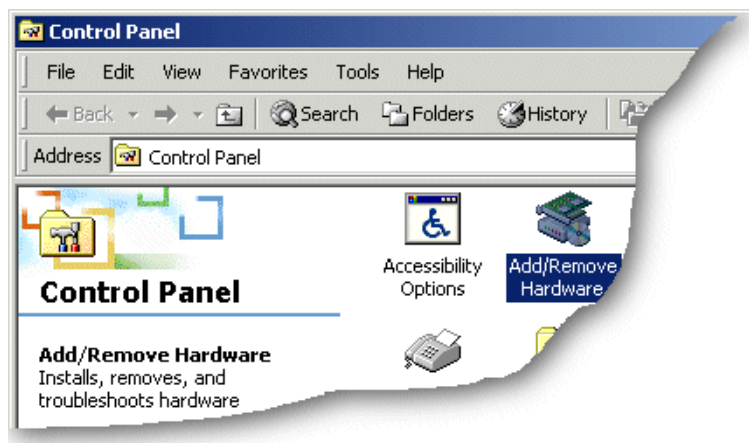 Control Panel
File Edit View Favorites Tools Help
Back Search Folders History
Address Control Panel
Control Panel
Add/Remove Hardware
Installs, removes, and
troubleshoots hardware
Accessibility
Options
Add/Remove
Hardware